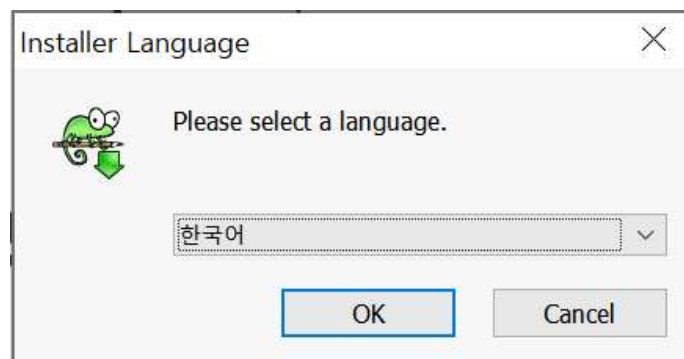 Installer Language
Please select a language.
한국어
OK
Cancel